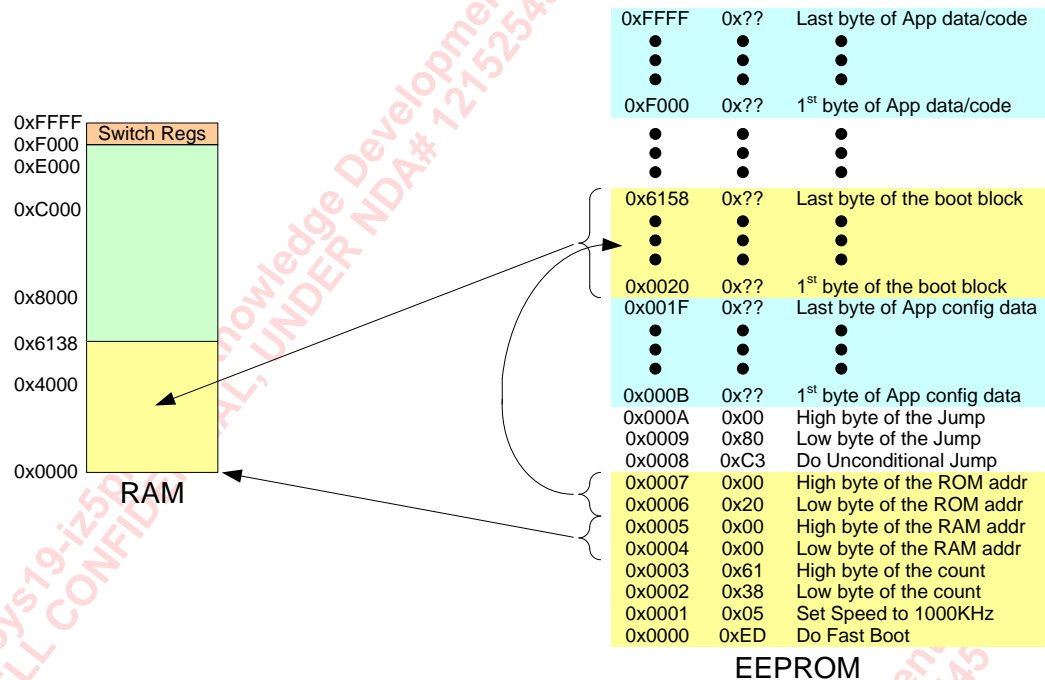 0xFFFF 0x?? Last byte of App data/code
0xF000 0x?? 1st byte of App data/code
0x6158 0x?? Last byte of the boot block
0x0020 0x?? 1st byte of the boot block
0x001F 0x?? Last byte of App config data
0x000B 0x?? 1st byte of App config data
0x000A 0x00 High byte of the Jump
0x0009 0x80 Low byte of the Jump
0x0008 0xC3 Do Unconditional Jump
0x0007 0x00 High byte of the ROM addr
0x0006 0x20 Low byte of the ROM addr
0x0005 0x00 High byte of the RAM addr
0x0004 0x00 Low byte of the RAM addr
0x0003 0x61 High byte of the count
0x0002 0x38 Low byte of the count
0x0001 0x05 Set Speed to 1000KHz
0x0000 0xED Do Fast Boot
EEPROM
0xFFFF
Switch Regs
0xF000
0xE000
0xC000
0x8000
0x6138
0x4000
0x0000
RAM
UNDER NDA# 1215254